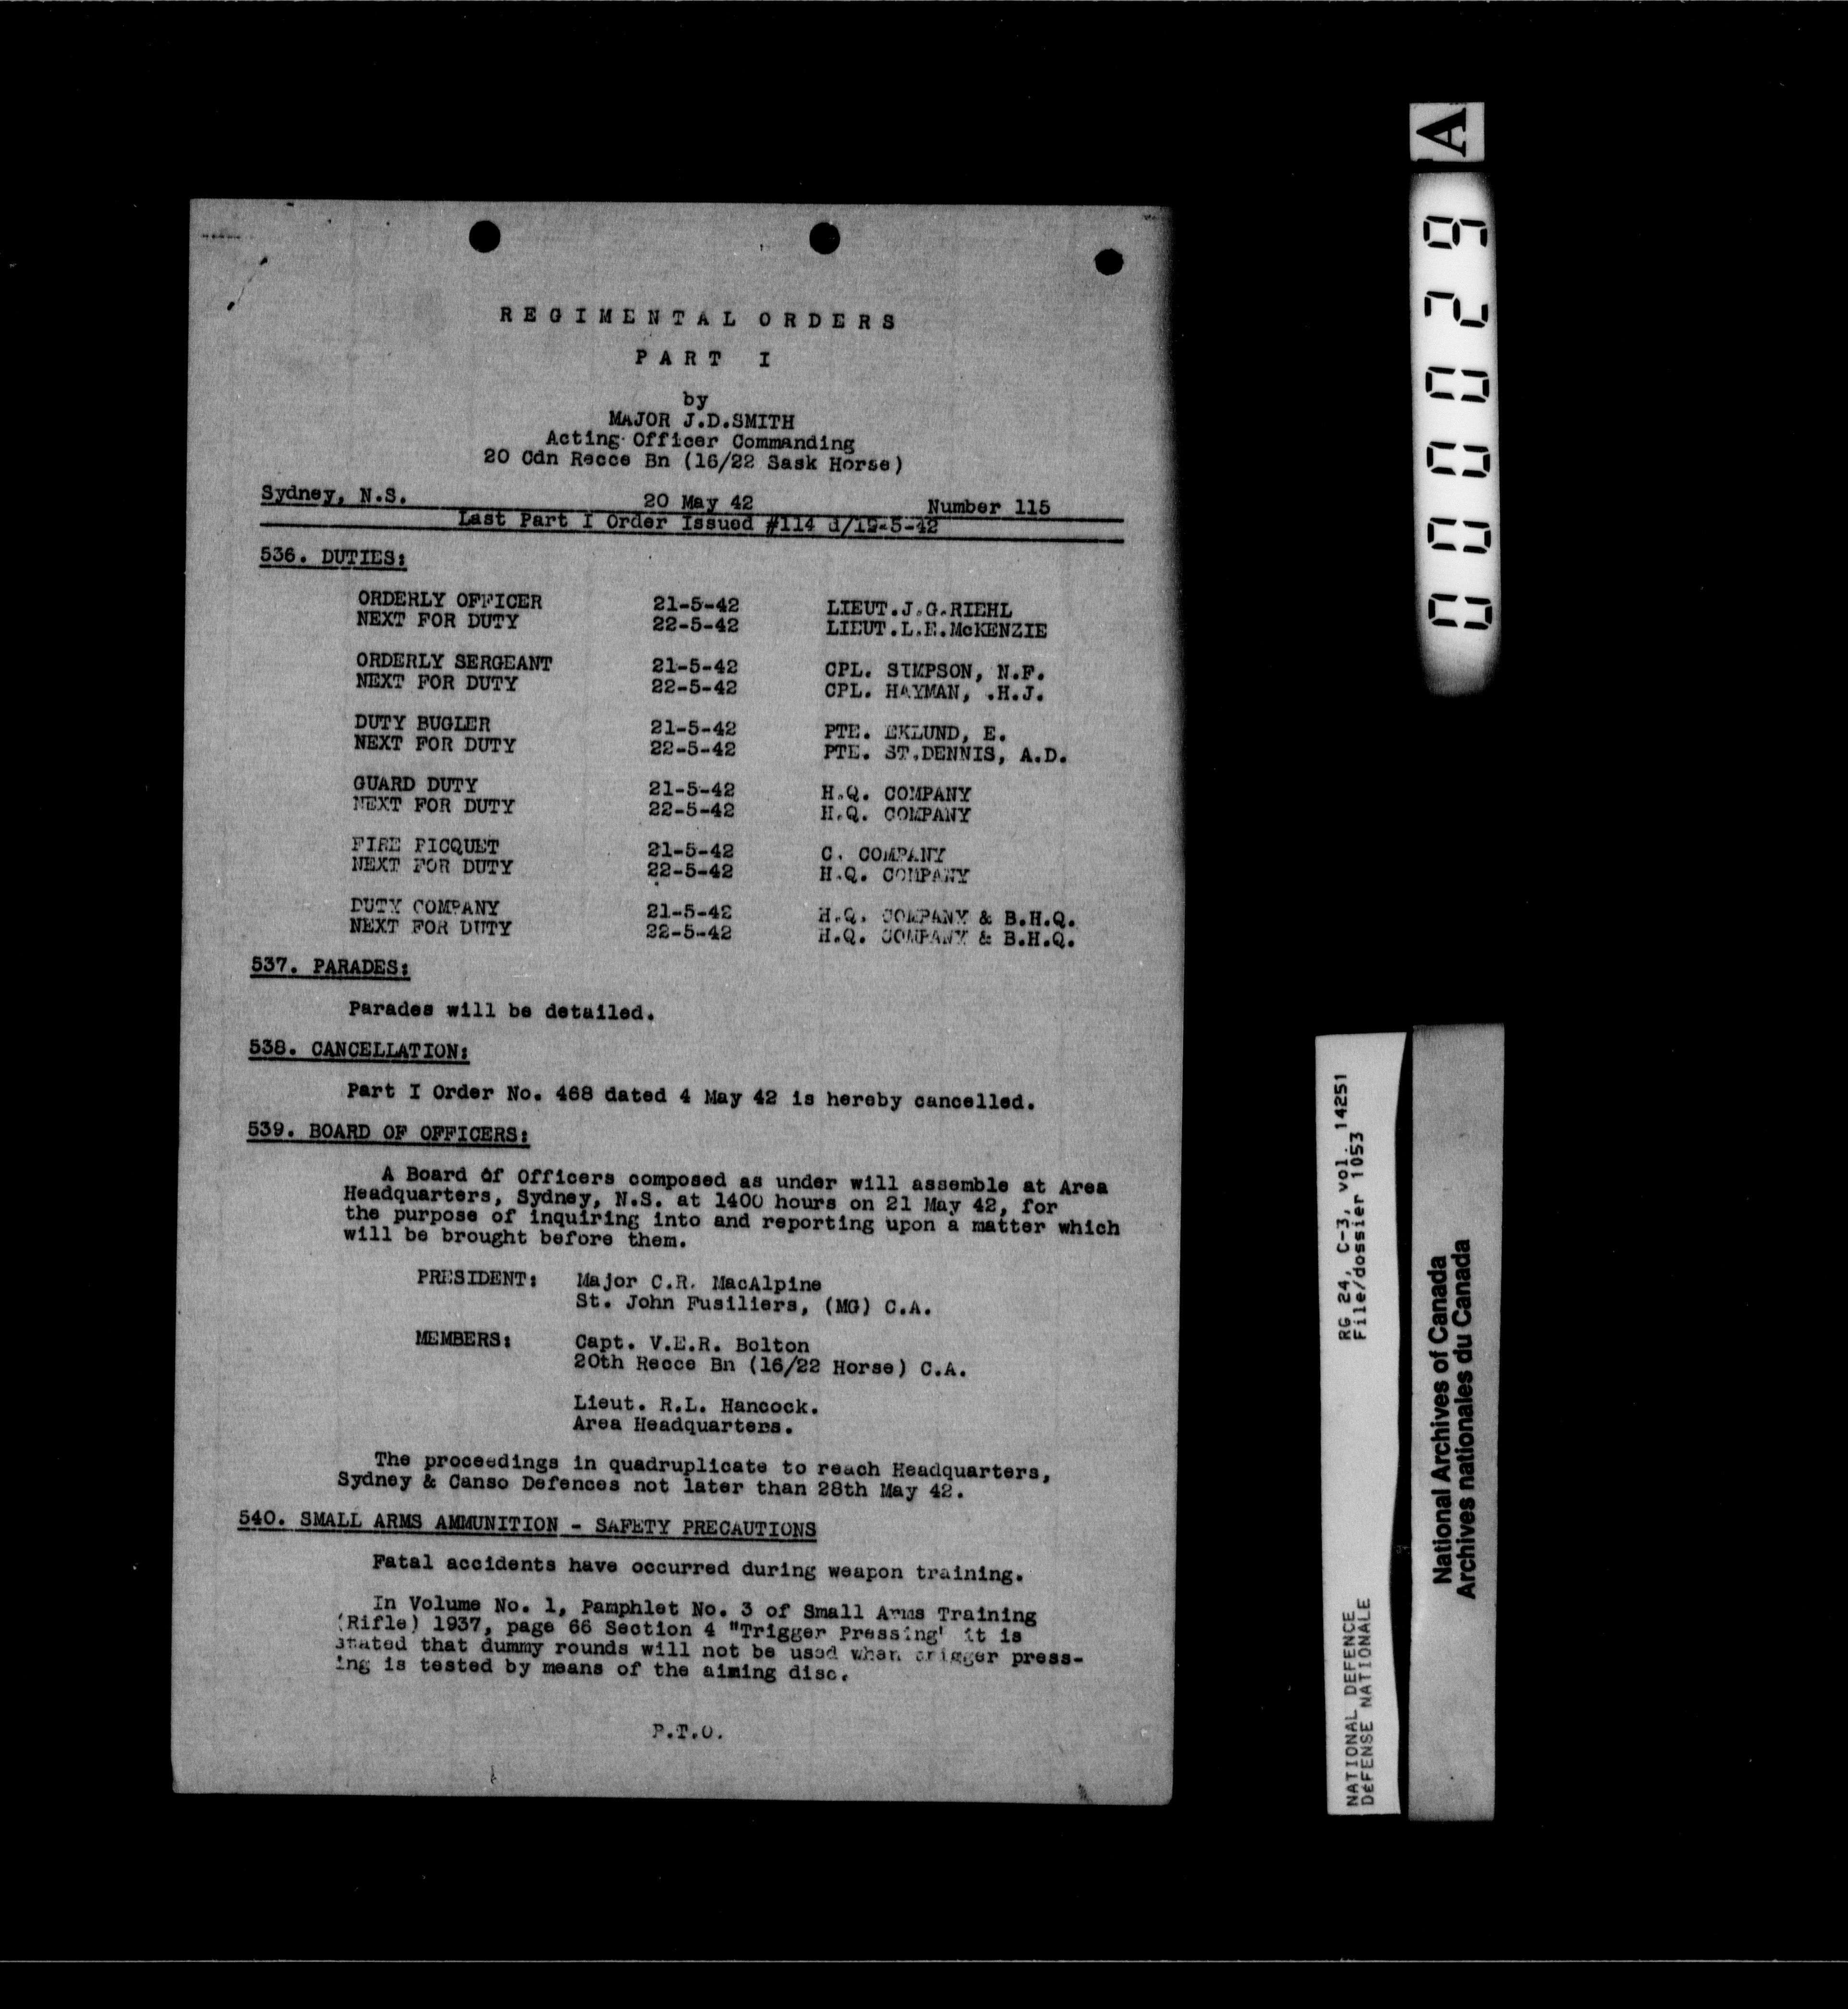 REGIMENTAL ORDERS
PART I
by
MAJOR J.D.SMITH
Acting Officer Commanding
20 Cdn Recce Bn (16/22 Sask Horse)
Sydney, N.S. 20 May 42 Number 115
Last Part I Order Issued #114 d/19-5-42
536. DUTIES:
ORDERLY OFFICER 21-5-42 LIEUT.J.G.RIEHL
NEXT FOR DUTY 22-5-42 LIEUT.L.E.McKENZIE
ORDERLY SERGEANT 21-5-42 CPL. SIMPSON, N.F.
NEXT FOR DUTY 22-5-42 CPL. HAYMAN, .H.J.
DUTY BUGLER 21-5-42 PTE. EKLUND, E.
NEXT FOR DUTY 22-5-42 PTE. ST.DENNIS, A.D.
GUARD DUTY 21-5-42 H.Q. COMPANY
NEXT FOR DUTY 22-5-42 H.Q. COMPANY
FIRE PICQUET 21-5-42 C. COMPANY
NEXT FOR DUTY 22-5-42 H.Q. COMPANY
DUTY COMPANY 21-5-42 H.Q. COMPANY & B.H.Q.
NEXT FOR DUTY 22-5-42 H.Q. COMPANY & B.H.Q.
537. PARADES:
Parades will be detailed.
538. CANCELLATION:
Part I Order No. 468 dated 4 May 42 is hereby cancelled.
539. BOARD OF OFFICERS:
A Board of Officers composed as under will assemble at Area
Headquarters, Sydney, N.S. at 1400 hours on 21 May 42, for
the purpose of inquiring into and reporting upon a matter which
will be brought before them.
PRESIDENT: Major C.R. MacAlpine
St. John Fusiliers, (MG) C.A.
MEMBERS: Capt. V.E.R. Bolton
20th Recce Bn (16/22 Horse) C.A.
Lieut. R.L. Hancock.
Area Headquarters.
The proceedings in quadruplicate to reach Headquarters,
Sydney & Canso Defences not later than 28th May 42.
540. SMALL ARMS AMMUNITION - SAFETY PRECAUTIONS
Fatal accidents have occurred during weapon training.
In Volume No. 1, Pamphlet No. 3 of Small Arms Training
(Rifle) 1937, page 66 Section 4 "Trigger Pressing' it is
stated that dummy rounds will not be used when trigger press-
ing is tested by means of the aiming disc.
P.T.O.
A
0000029
NATIONAL DEFENCE RG 24, C-3, vol. 14251
DéFENSE NATIONALE File/dossier 1053
National Archives of Canada
Archives nationales du Canada